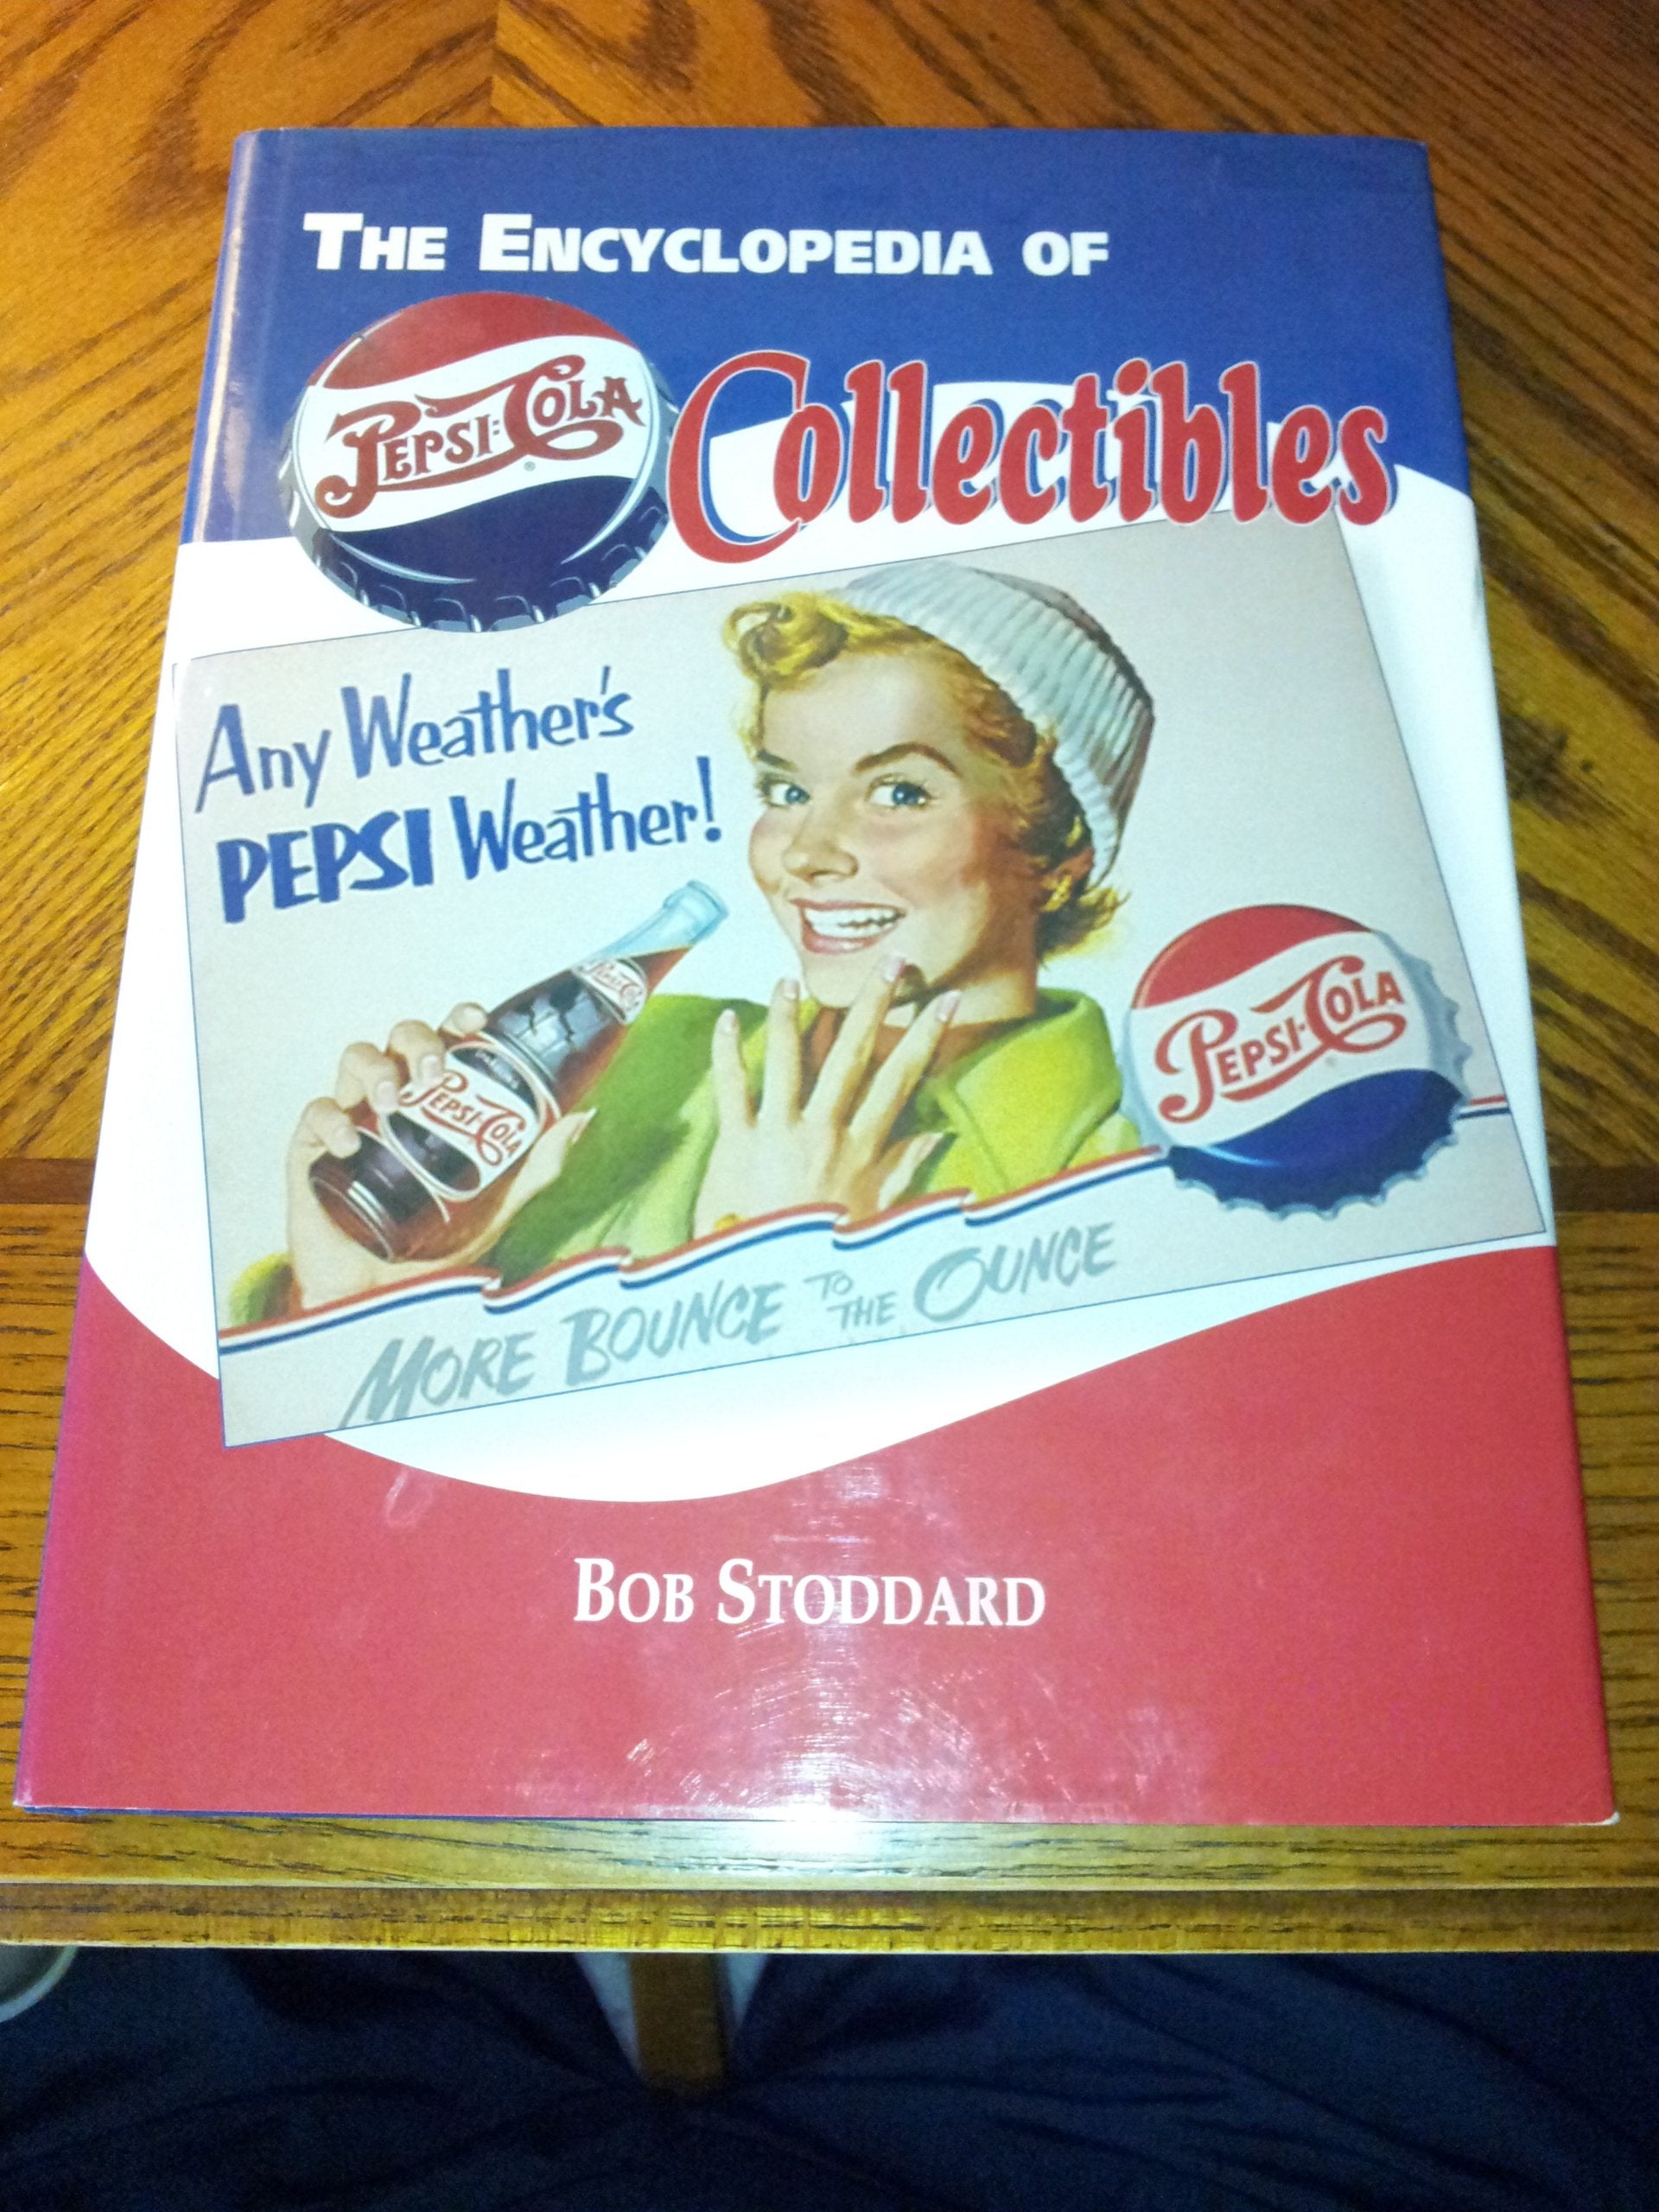 THE ENCYCLOPEDIA OF
PEPSI-COLA
Collectibles
Any Weather's
PEPSI Weather!
PEPSI-COLA
PEPSI-COLA
PEPSI-COLA
MORE BOUNCE TO THE OUNCE
BOB STODDARD